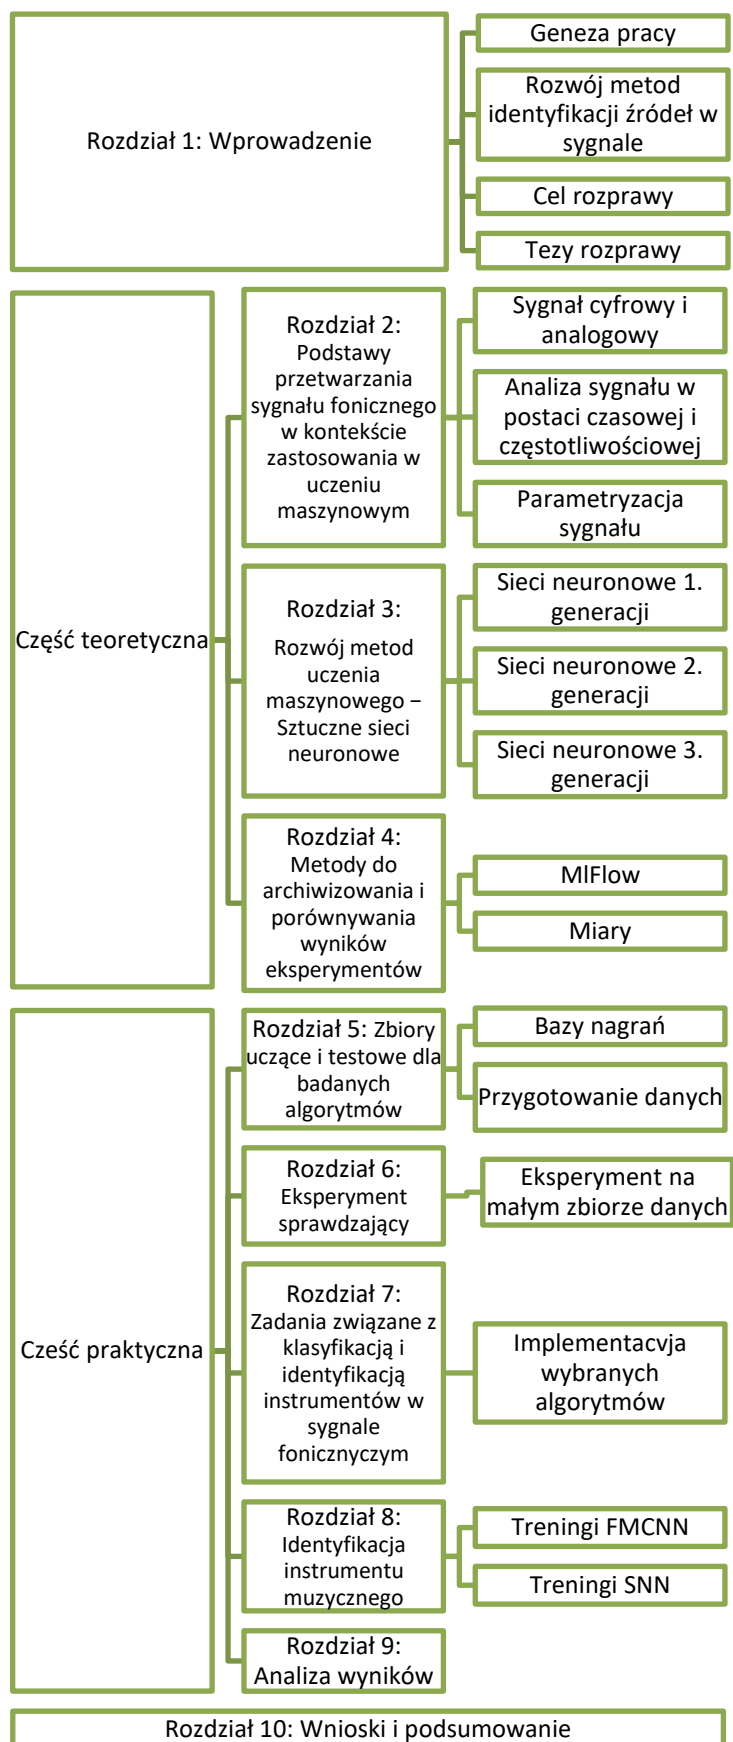 Rozdział 1: Wprowadzenie
Geneza pracy
Rozwój metod
identyfikacji źródeł w
sygnale
Cel rozprawy
Tezy rozprawy
Część teoretyczna
Rozdział 2:
Podstawy
przetwarzania
sygnału fonicznego
w kontekście
zastosowania w
uczeniu
maszynowym
Sygnał cyfrowy i
analogowy
Analiza sygnału w
postaci czasowej i
częstotliwościowej
Parametryzacja
sygnału
Rozdział 3:
Rozwój metod
uczenia
maszynowego –
Sztuczne sieci
neuronowe
Sieci neuronowe 1.
generacji
Sieci neuronowe 2.
generacji
Sieci neuronowe 3.
generacji
Rozdział 4:
Metody do
archiwizowania i
porównywania
wyników
eksperymentów
MlFlow
Miary
Cześć praktyczna
Rozdział 5: Zbiory
uczące i testowe dla
badanych
algorytmów
Bazy nagrań
Przygotowanie danych
Rozdział 6:
Eksperyment
sprawdzający
Eksperyment na
małym zbiorze danych
Rozdział 7:
Zadania związane z
klasyfikacją i
identyfikacją
instrumentów w
sygnale
fonicznyczym
Implementacvja
wybranych
algorytmów
Rozdział 8:
Identyfikacja
instrumentu
muzycznego
Treningi FMCNN
Treningi SNN
Rozdział 9:
Analiza wyników
Rozdział 10: Wnioski i podsumowanie